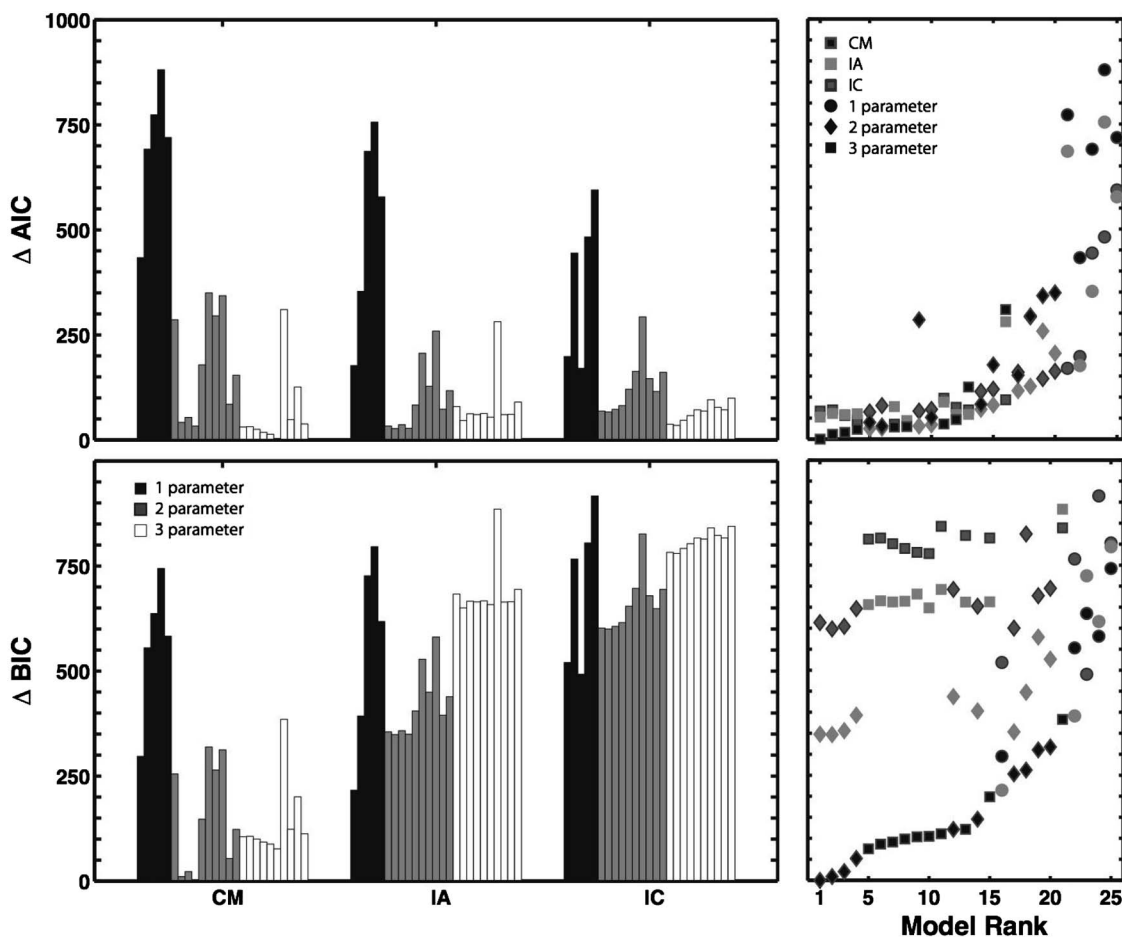 1000
750
500
250
0
Δ AIC
CM
IA
IC
1 parameter
2 parameter
3 parameter
750
500
250
0
Δ BIC
1 parameter
2 parameter
3 parameter
CM IA IC
1 5 10 15 20 25
Model Rank